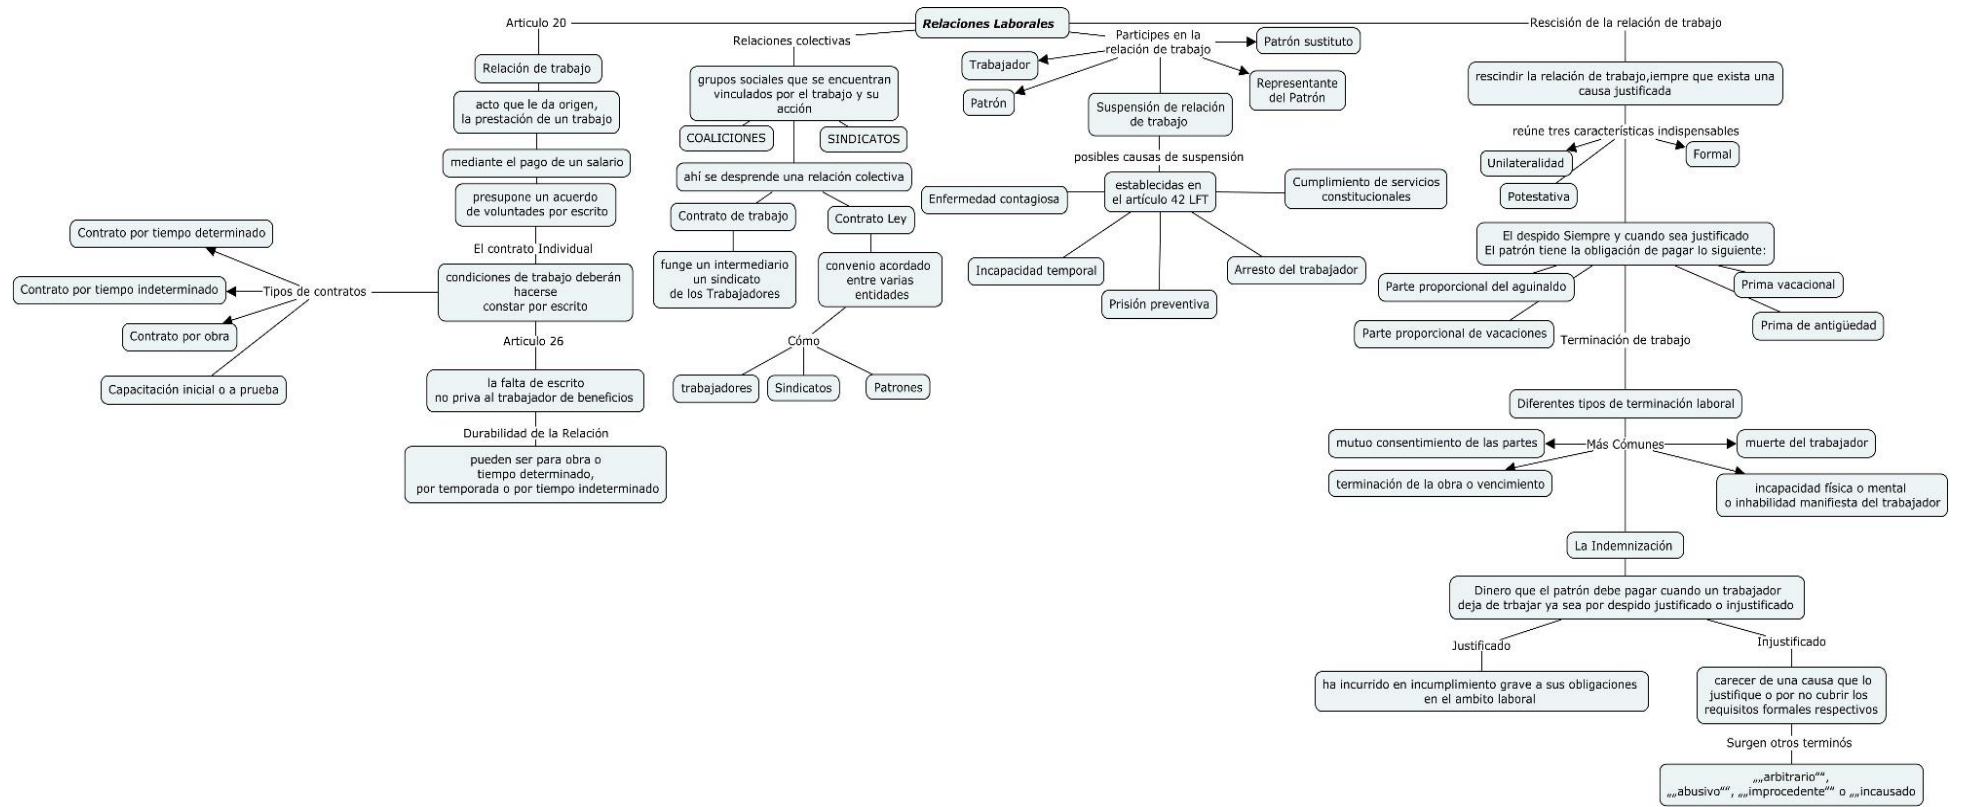 Relaciones Laborales
Articulo 20
Relación de trabajo
acto que le da origen,
la prestación de un trabajo
mediante el pago de un salario
presupone un acuerdo
de voluntades por escrito
El contrato Individual
condiciones de trabajo deberán
hacerse
constar por escrito
Tipos de contratos
Contrato por tiempo determinado
Contrato por tiempo indeterminado
Contrato por obra
Capacitación inicial o a prueba
Articulo 26
la falta de escrito
no priva al trabajador de beneficios
Durabilidad de la Relación
pueden ser para obra o
tiempo determinado,
por temporada o por tiempo indeterminado
Relaciones colectivas
grupos sociales que se encuentran
vinculados por el trabajo y su
acción
COALICIONES
SINDICATOS
ahí se desprende una relación colectiva
Contrato de trabajo
funge un intermediario
un sindicato
de los Trabajadores
Contrato Ley
convenio acordado
entre varias
entidades
Cómo
trabajadores
Sindicatos
Patrones
Participes en la
relación de trabajo
Patrón sustituto
Trabajador
Patrón
Representante
del Patrón
Suspensión de relación
de trabajo
posibles causas de suspensión
establecidas en
el artículo 42 LFT
Enfermedad contagiosa
Cumplimiento de servicios
constitucionales
Incapacidad temporal
Prisión preventiva
Arresto del trabajador
Rescisión de la relación de trabajo
rescindir la relación de trabajo,iempre que exista una
causa justificada
reúne tres características indispensables
Unilateralidad
Formal
Potestativa
El despido Siempre y cuando sea justificado
El patrón tiene la obligación de pagar lo siguiente:
Parte proporcional del aguinaldo
Prima vacacional
Parte proporcional de vacaciones
Prima de antigüedad
Terminación de trabajo
Diferentes tipos de terminación laboral
Más Cómunes
mutuo consentimiento de las partes
muerte del trabajador
terminación de la obra o vencimiento
incapacidad física o mental
o inhabilidad manifiesta del trabajador
La Indemnización
Dinero que el patrón debe pagar cuando un trabajador
deja de trbajar ya sea por despido justificado o injustificado
Justificado
ha incurrido en incumplimiento grave a sus obligaciones
en el ambito laboral
Injustificado
carecer de una causa que lo
justifique o por no cubrir los
requisitos formales respectivos
Surgen otros terminós
„„arbitrario““,
„„abusivo““, „„improcedente““ o „„incausado